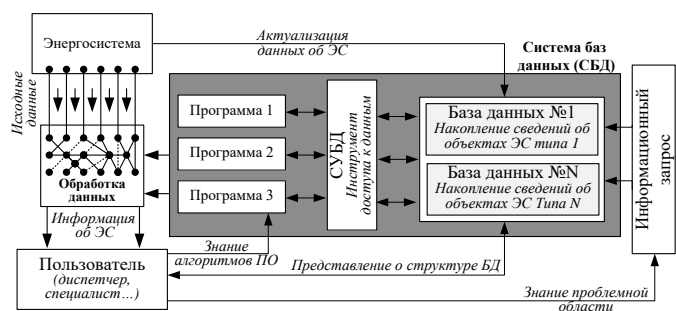 Энергосистема
Актуализация
данных об ЭС
Система баз
данных (СБД)
Исходные
данные
Программа 1
Программа 2
Программа 3
СУБД
Инструмент
доступа к данным
База данных №1
Накопление сведений об
объектах ЭС типа 1
База данных №N
Накопление сведений об
объектах ЭС Типа N
Информационный
запрос
Обработка
данных
Информация
об ЭС
Знание
алгоритмов ПО
Пользователь
(диспетчер,
специалист…)
Представление о структуре БД
Знание проблемной
области